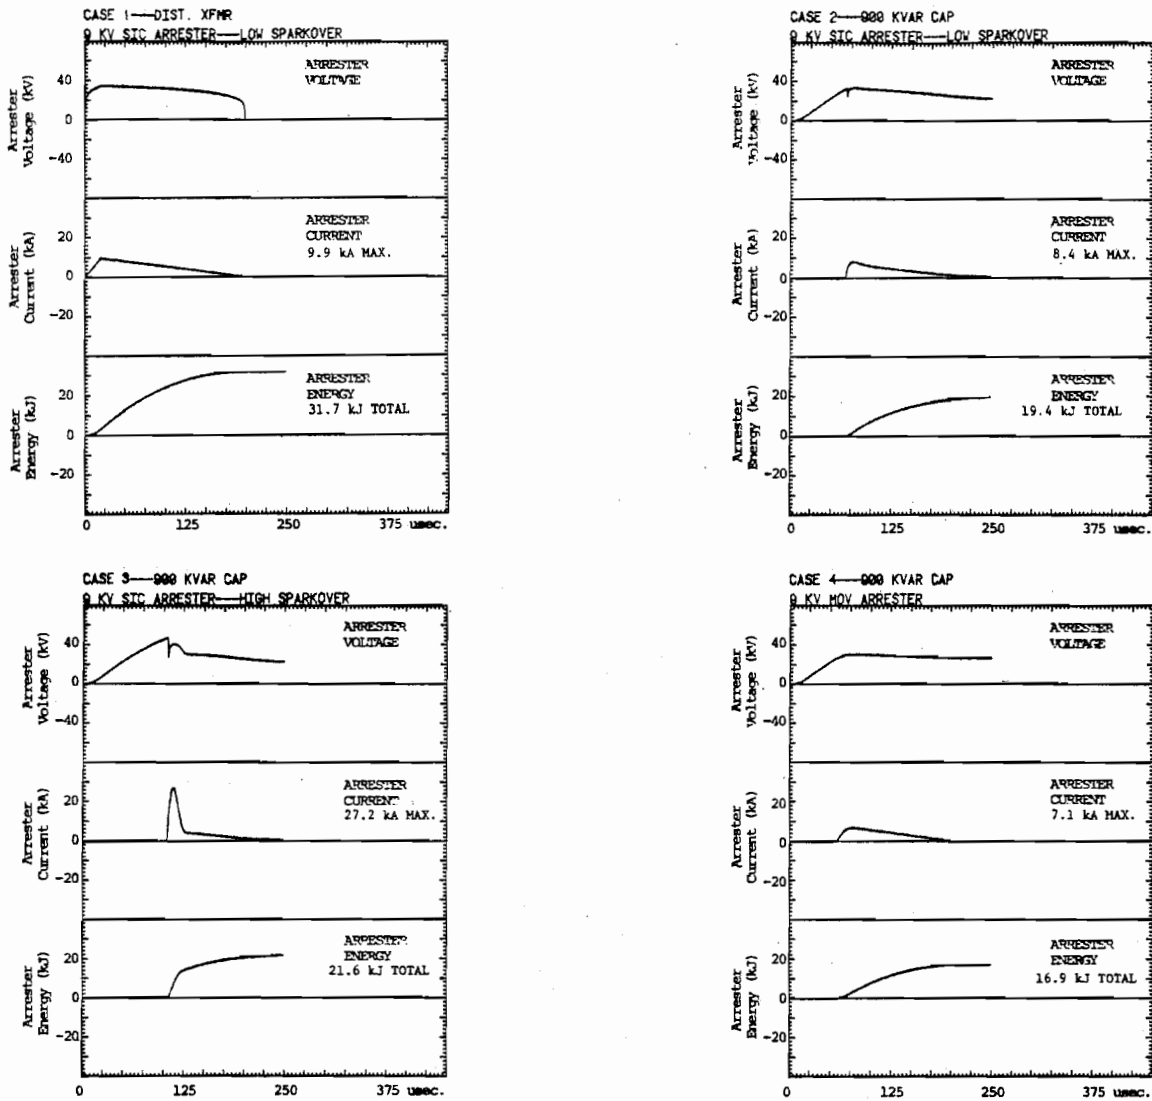 CASE 1---DIST. XFMR
9 KV SIC ARRESTER---LOW SPARKOVER
ARRESTER
VOLTAGE
Arrester
Voltage (kV)
40
0
-40
ARRESTER
CURRENT
9.9 kA MAX.
Arrester
Current (kA)
20
0
-20
ARRESTER
ENERGY
31.7 kJ TOTAL
Arrester
Energy (kJ)
20
0
-20
0 125 250 375 usec.
CASE 2---900 KVAR CAP
9 KV SIC ARRESTER---LOW SPARKOVER
ARRESTER
VOLTAGE
Arrester
Voltage (kV)
40
0
-40
ARRESTER
CURRENT
8.4 kA MAX.
Arrester
Current (kA)
20
0
-20
ARRESTER
ENERGY
19.4 kJ TOTAL
Arrester
Energy (kJ)
20
0
-20
0 125 250 375 usec.
CASE 3---900 KVAR CAP
9 KV SIC ARRESTER---HIGH SPARKOVER
ARRESTER
VOLTAGE
Arrester
Voltage (kV)
40
0
-40
ARRESTER
CURRENT
27.2 kA MAX.
Arrester
Current (kA)
20
0
-20
ARRESTER
ENERGY
21.6 kJ TOTAL
Arrester
Energy (kJ)
20
0
-20
0 125 250 375 usec.
CASE 4---900 KVAR CAP
9 KV MOV ARRESTER
ARRESTER
VOLTAGE
Arrester
Voltage (kV)
40
0
-40
ARRESTER
CURRENT
7.1 kA MAX.
Arrester
Current (kA)
20
0
-20
ARRESTER
ENERGY
16.9 kJ TOTAL
Arrester
Energy (kJ)
20
0
-20
0 125 250 375 usec.